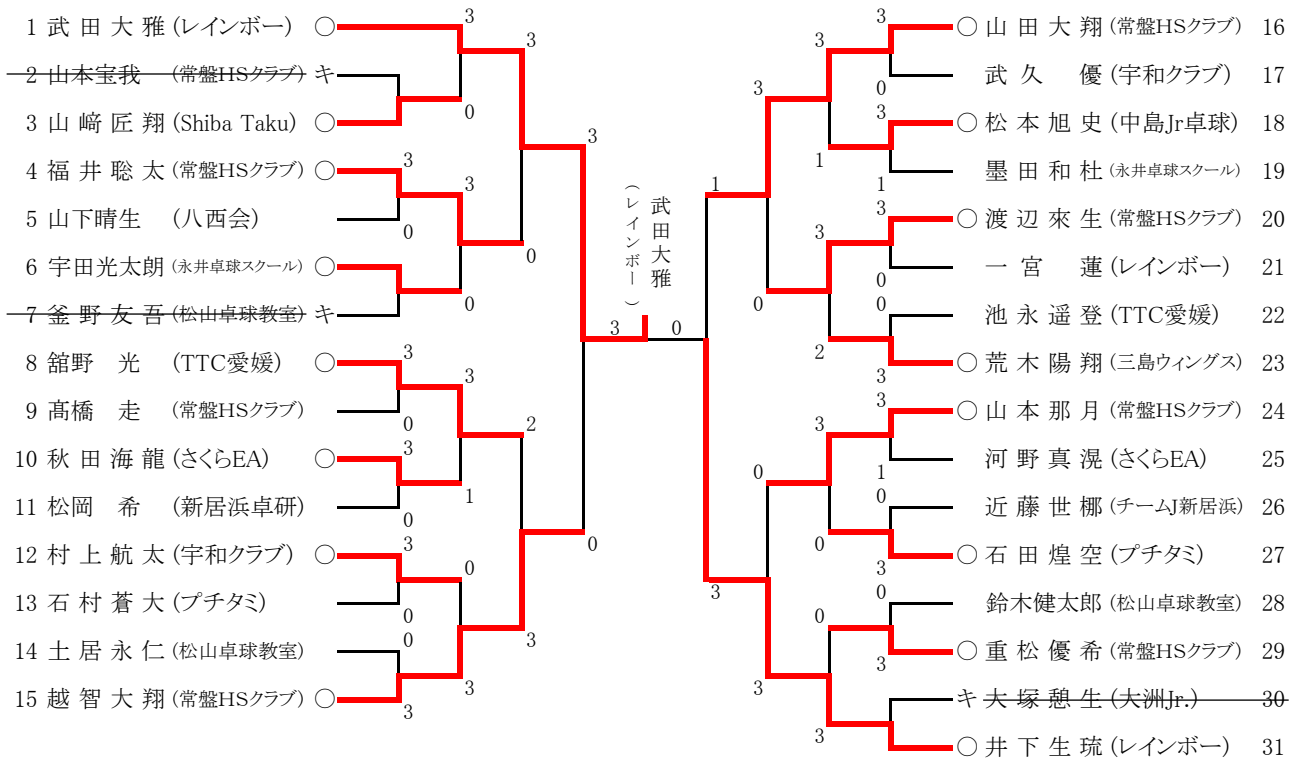 1 武田大雅 (レインボー) ○
2 山本宝我 (常盤HSクラブ) キ
3 山﨑匠翔 (Shiba Taku) ○
4 福井聡太 (常盤HSクラブ) ○
5 山下晴生 (八西会)
6 宇田光太朗 (永井卓球スクール) ○
7 釜野友吾 (松山卓球教室) キ
8 舘野 光 (TTC愛媛) ○
9 髙橋 走 (常盤HSクラブ)
10 秋田海龍 (さくらEA) ○
11 松岡 希 (新居浜卓研)
12 村上航太 (宇和クラブ) ○
13 石村蒼大 (プチタミ)
14 土居永仁 (松山卓球教室)
15 越智大翔 (常盤HSクラブ) ○
3
0
3
0
3
0
3
0
3
0
3
0
0
3
3
0
3
1
0
3
2
3
3
0
3
0
武田大雅
(レインボー)
1
3
3
0
0
3
3
1
3
2
3
0
0
3
3
0
3
1
3
0
0
3
3
1
0
3
0
3
○ 山田大翔 (常盤HSクラブ) 16
武久 優 (宇和クラブ) 17
○ 松本旭史 (中島Jr卓球) 18
墨田和杜 (永井卓球スクール) 19
○ 渡辺來生 (常盤HSクラブ) 20
一宮 蓮 (レインボー) 21
池永遥登 (TTC愛媛) 22
○ 荒木陽翔 (三島ウィングス) 23
○ 山本那月 (常盤HSクラブ) 24
河野真滉 (さくらEA) 25
近藤世梛 (チームJ新居浜) 26
○ 石田煌空 (プチタミ) 27
鈴木健太郎 (松山卓球教室) 28
○ 重松優希 (常盤HSクラブ) 29
キ 大塚憩生 (大洲Jr.) 30
○ 井下生琉 (レインボー) 31